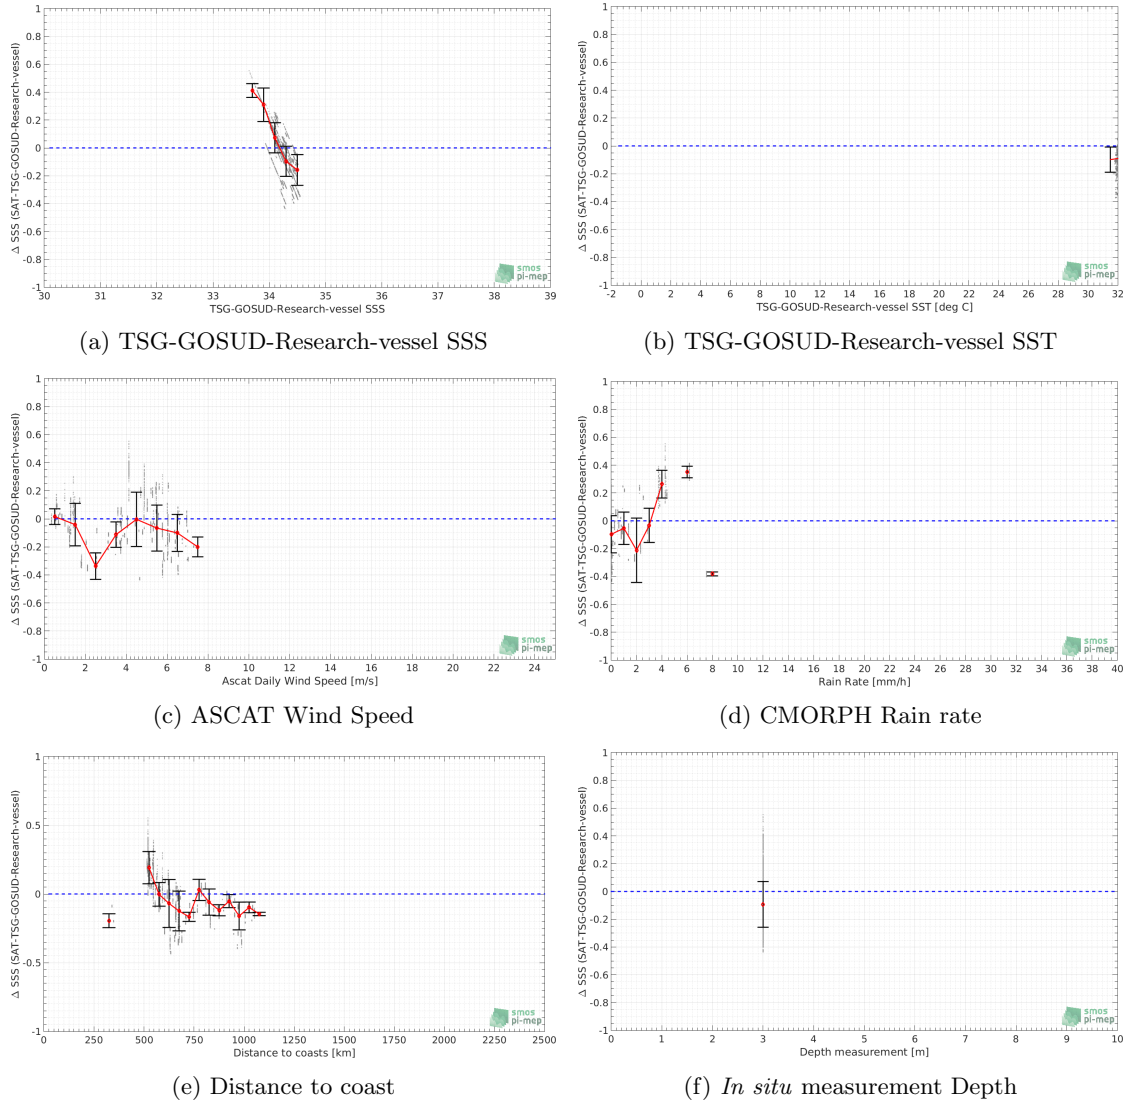 1
0.8
0.6
0.4
0.2
0
-0.2
-0.4
-0.6
-0.8
-1
Δ SSS (SAT-TSG-GOSUD-Research-vessel)
30 31 32 33 34 35 36 37 38 39
TSG-GOSUD-Research-vessel SSS
smos
pi-mep
(a) TSG-GOSUD-Research-vessel SSS
1
0.8
0.6
0.4
0.2
0
-0.2
-0.4
-0.6
-0.8
-1
Δ SSS (SAT-TSG-GOSUD-Research-vessel)
-2 0 2 4 6 8 10 12 14 16 18 20 22 24 26 28 30 32
TSG-GOSUD-Research-vessel SST [deg C]
smos
pi-mep
(b) TSG-GOSUD-Research-vessel SST
1
0.8
0.6
0.4
0.2
0
-0.2
-0.4
-0.6
-0.8
-1
Δ SSS (SAT-TSG-GOSUD-Research-vessel)
0 2 4 6 8 10 12 14 16 18 20 22 24
Ascat Daily Wind Speed [m/s]
smos
pi-mep
(c) ASCAT Wind Speed
1
0.8
0.6
0.4
0.2
0
-0.2
-0.4
-0.6
-0.8
-1
Δ SSS (SAT-TSG-GOSUD-Research-vessel)
0 2 4 6 8 10 12 14 16 18 20 22 24 26 28 30 32 34 36 38 40
Rain Rate [mm/h]
smos
pi-mep
(d) CMORPH Rain rate
1
0.5
0
-0.5
-1
Δ SSS (SAT-TSG-GOSUD-Research-vessel)
0 250 500 750 1000 1250 1500 1750 2000 2250 2500
Distance to coasts [km]
smos
pi-mep
(e) Distance to coast
1
0.8
0.6
0.4
0.2
0
-0.2
-0.4
-0.6
-0.8
-1
Δ SSS (SAT-TSG-GOSUD-Research-vessel)
0 1 2 3 4 5 6 7 8 9 10
Depth measurement [m]
smos
pi-mep
(f) In situ measurement Depth